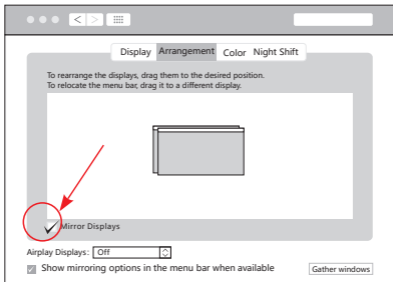 Display Arrangement Color Night Shift
To rearrange the displays, drag them to the desired position.
To relocate the menu bar, drag it to a different display.
Mirror Displays
Airplay Displays: Off
Show mirroring options in the menu bar when available
Gather windows